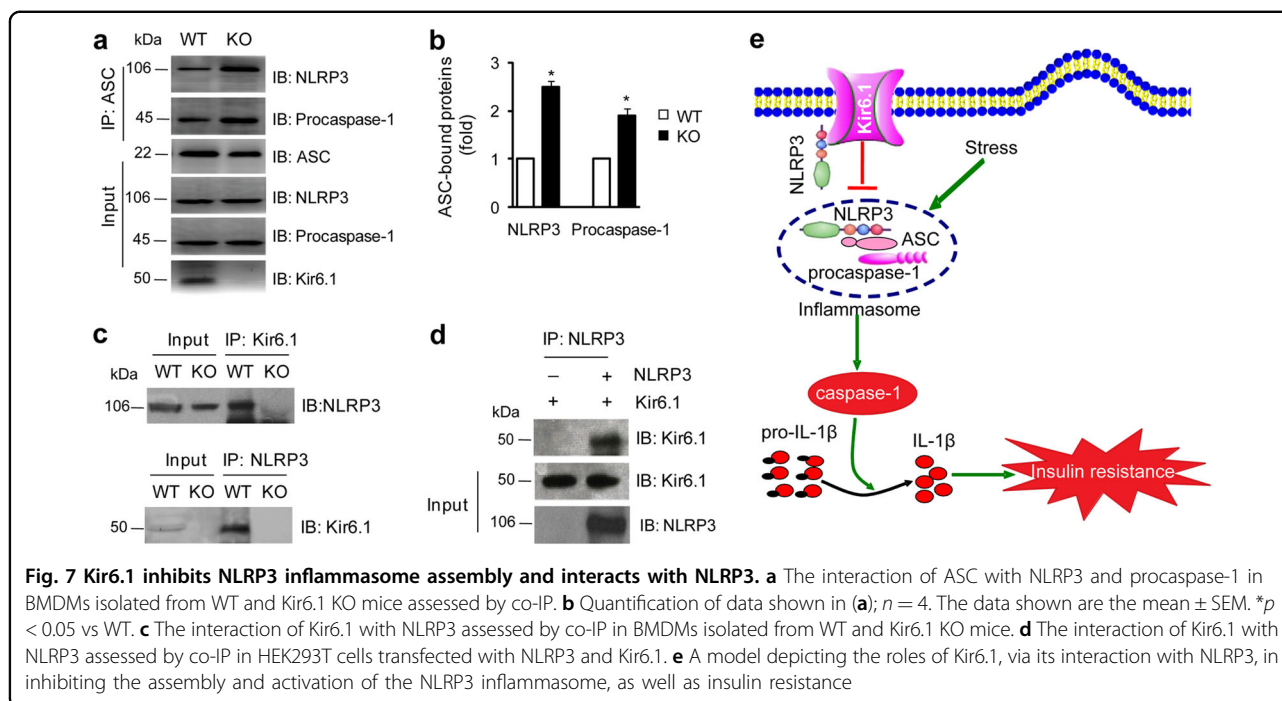 a
kDa WT KO
IP: ASC
106 IB: NLRP3
45 IB: Procaspase-1
Input
22 IB: ASC
106 IB: NLRP3
45 IB: Procaspase-1
50 IB: Kir6.1
b
ASC-bound proteins (fold)
3
2
1
0
* *
WT
KO
NLRP3 Procaspase-1
c
Input IP: Kir6.1
WT KO WT KO
kDa
106 IB:NLRP3
Input IP: NLRP3
WT KO WT KO
50 IB: Kir6.1
d
IP: NLRP3
– + NLRP3
+ + Kir6.1
kDa
50 IB: Kir6.1
Input
50 IB: Kir6.1
106 IB: NLRP3
e
Kir6.1
NLRP3
Stress
NLRP3
ASC
procaspase-1
Inflammasome
caspase-1
pro-IL-1β IL-1β
Insulin resistance
Fig. 7 Kir6.1 inhibits NLRP3 inflammasome assembly and interacts with NLRP3. a The interaction of ASC with NLRP3 and procaspase-1 in
BMDMs isolated from WT and Kir6.1 KO mice assessed by co-IP. b Quantification of data shown in (a); n = 4. The data shown are the mean ± SEM. *p
< 0.05 vs WT. c The interaction of Kir6.1 with NLRP3 assessed by co-IP in BMDMs isolated from WT and Kir6.1 KO mice. d The interaction of Kir6.1 with
NLRP3 assessed by co-IP in HEK293T cells transfected with NLRP3 and Kir6.1. e A model depicting the roles of Kir6.1, via its interaction with NLRP3, in
inhibiting the assembly and activation of the NLRP3 inflammasome, as well as insulin resistance